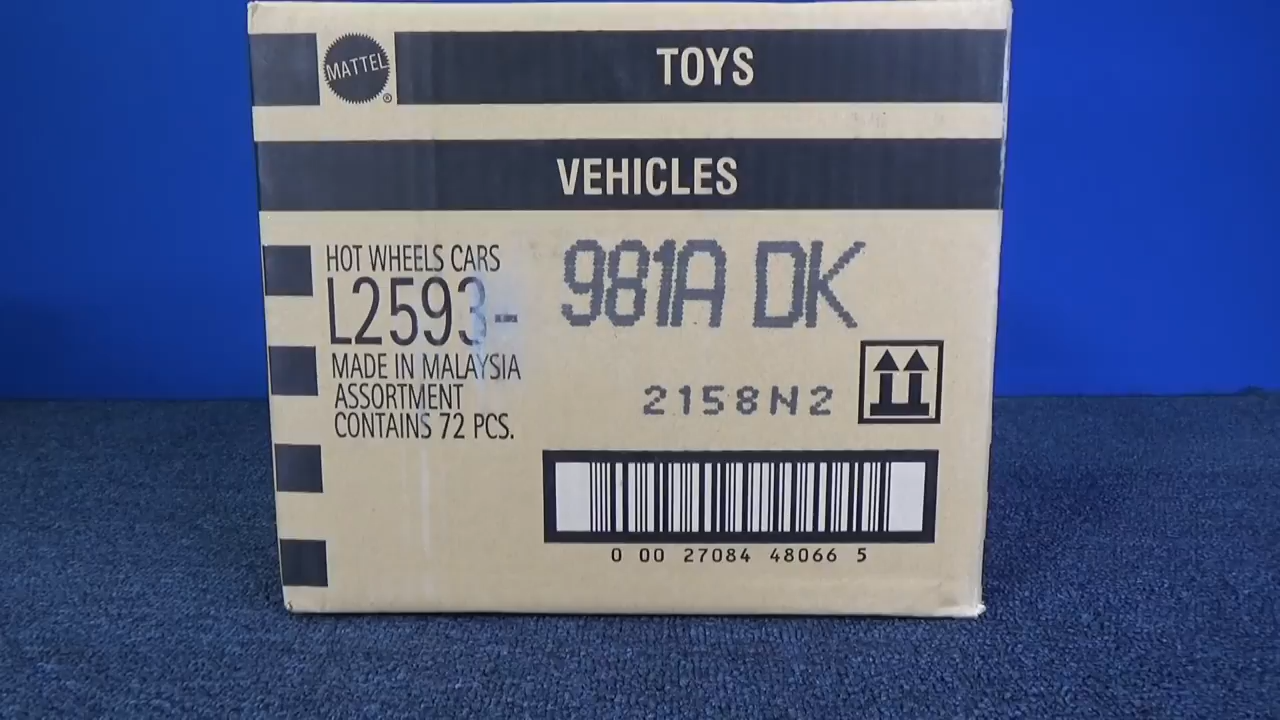 MATTEL
®
TOYS
VEHICLES
HOT WHEELS CARS
L2593-
981A DK
MADE IN MALAYSIA
ASSORTMENT
CONTAINS 72 PCS.
2158N2
0 00 27084 48066 5